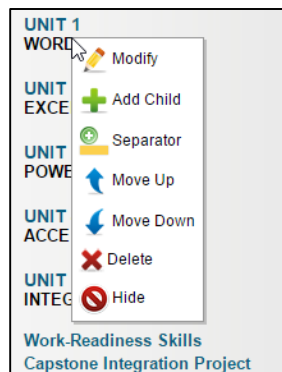 UNIT 1
WORD
Modify
Add Child
UNIT
EXCE
Separator
UNIT
POWE
Move Up
UNIT
ACCE
Move Down
Delete
UNIT
INTEG
Hide
Work-Readiness Skills
Capstone Integration Project